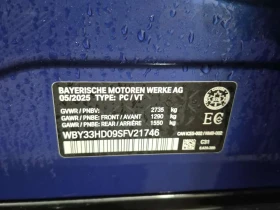 BAYERISCHE MOTOREN WERKE AG
05/2025 TYPE: PC / VT
GVWR / PNBV: 2735 kg
GAWR / PNBE: FRONT / AVANT 1290 kg
GAWR / PNBE: REAR / ARRIÈRE 1550 kg
WBY33HD09SFV21746
EC
C31